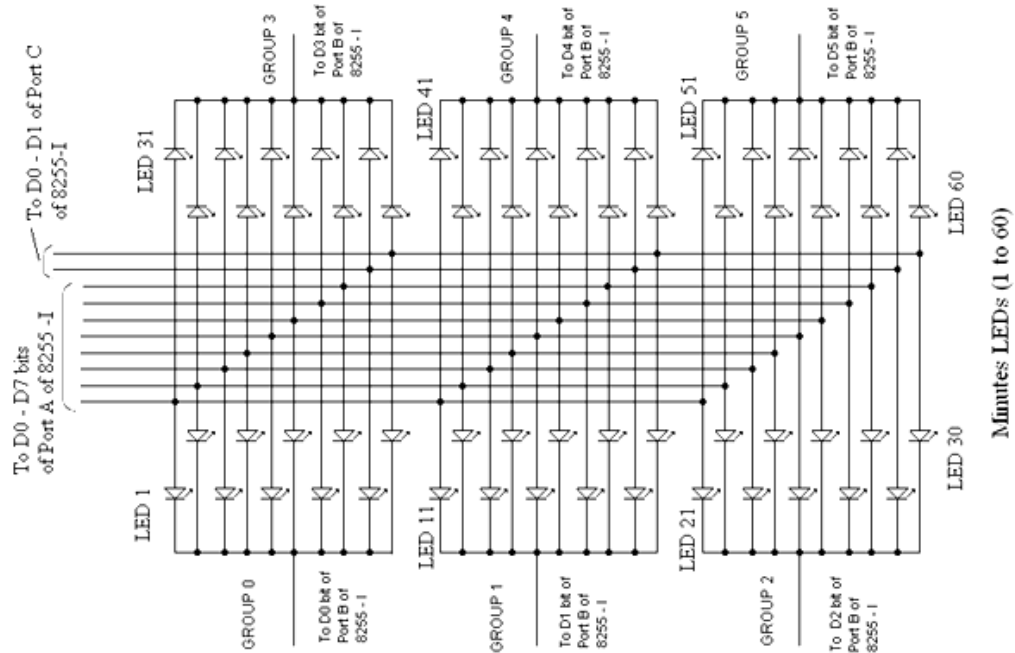 To D0 - D7 bits
of Port A of 8255 -I
To D0 - D1 of Port C
of 8255-I
LED 1
LED 31
GROUP 0
To D0 bit of
Port B of
8255 - I
GROUP 3
To D3 bit of
Port B of
8255 - I
LED 11
LED 41
GROUP 1
To D1 bit of
Port B of
8255 - I
GROUP 4
To D4 bit of
Port B of
8255 - I
LED 21
LED 51
GROUP 2
To D2 bit of
Port B of
8255 - I
GROUP 5
To D5 bit of
Port B of
8255 - I
LED 30
LED 60
Minutes LEDs (1 to 60)